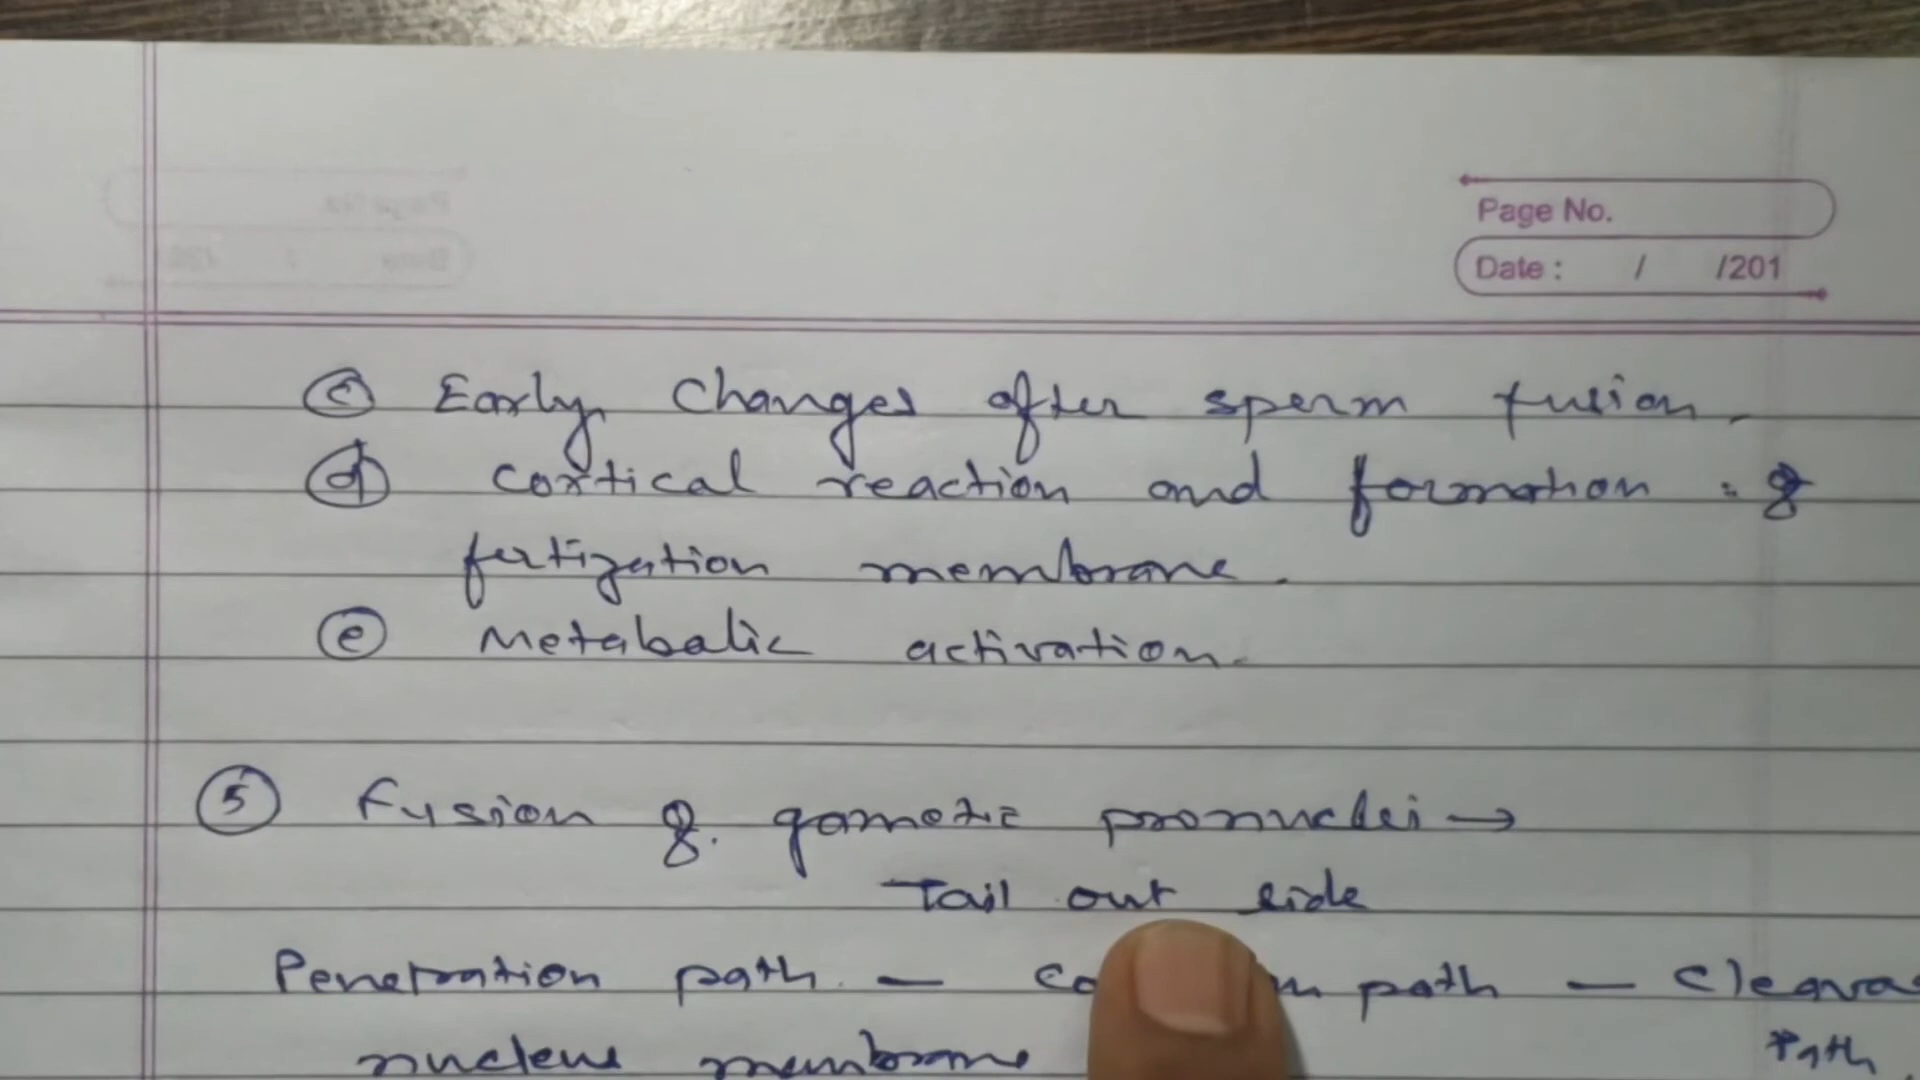 Page No.
Date : / /201
(c) Early changes after sperm fusion.
(d) cortical reaction and formation of
fertization membrane.
(e) Metabolic activation.
(5) Fusion of gametic pronuclei →
Tail out side
Penetration path — path —
nucleus membrane path.